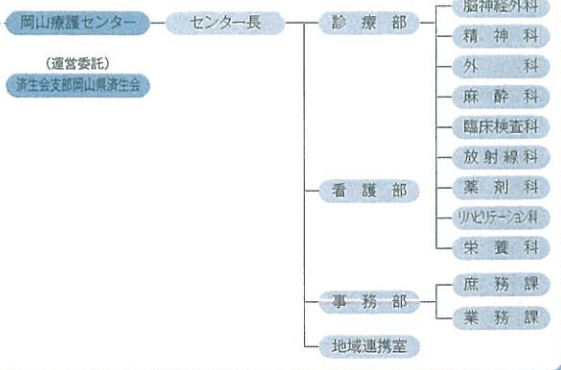 岡山療護センター
センター長
(運営委託)
済生会支部岡山県済生会
診療部
脳神経外科
精神科
外科
麻酔科
臨床検査科
放射線科
薬剤科
リハビリテーション科
栄養科
看護部
事務部
庶務課
業務課
地域連携室